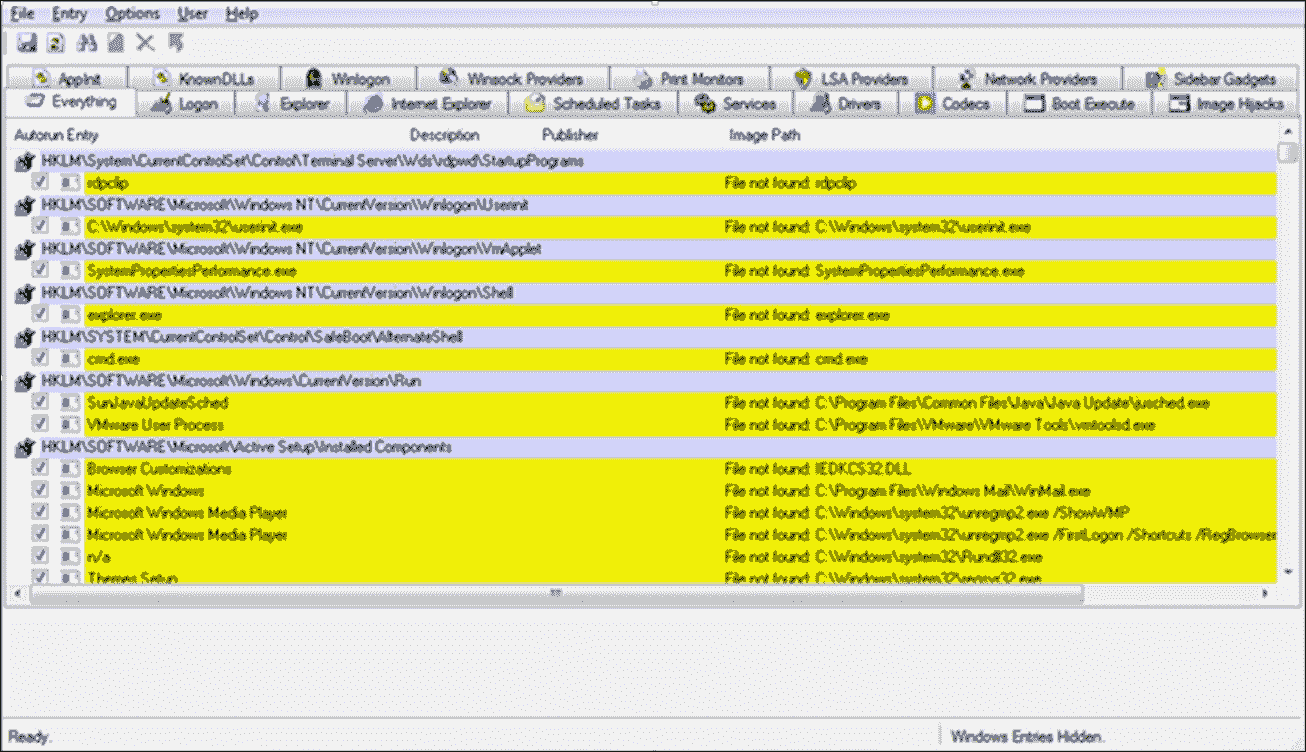 File Entry Options User Help
AppInit KnownDLLs Winlogon Winsock Providers Print Monitors LSA Providers Network Providers Sidebar Gadgets
Everything Logon Explorer Internet Explorer Scheduled Tasks Services Drivers Codecs Boot Execute Image Hijacks
Autorun Entry Description Publisher Image Path
HKLM\System\CurrentControlSet\Control\Terminal Server\Wds\rdpwd\StartupPrograms
rdpclip File not found: rdpclip
HKLM\SOFTWARE\Microsoft\Windows NT\CurrentVersion\Winlogon\Userinit
C:\Windows\system32\userinit.exe File not found: C:\Windows\system32\userinit.exe
HKLM\SOFTWARE\Microsoft\Windows NT\CurrentVersion\Winlogon\VmApplet
SystemPropertiesPerformance.exe File not found: SystemPropertiesPerformance.exe
HKLM\SOFTWARE\Microsoft\Windows NT\CurrentVersion\Winlogon\Shell
explorer.exe File not found: explorer.exe
HKLM\SYSTEM\CurrentControlSet\Control\SafeBoot\AlternateShell
cmd.exe File not found: cmd.exe
HKLM\SOFTWARE\Microsoft\Windows\CurrentVersion\Run
SunJavaUpdateSched File not found: C:\Program Files\Common Files\Java\Java Update\jusched.exe
VMware User Process File not found: C:\Program Files\VMware\VMware Tools\vmtoolsd.exe
HKLM\SOFTWARE\Microsoft\Active Setup\Installed Components
Browser Customizations File not found: IEDKCS32.DLL
Microsoft Windows File not found: C:\Program Files\Windows Mail\WinMail.exe
Microsoft Windows Media Player File not found: C:\Windows\system32\unregmp2.exe /ShowWMP
Microsoft Windows Media Player File not found: C:\Windows\system32\unregmp2.exe /FirstLogon /Shortcuts /RegBrowser
n/a File not found: C:\Windows\system32\Rundll32.exe
Themes Setup File not found: C:\Windows\system32\regsvr32.exe
Ready. Windows Entries Hidden.